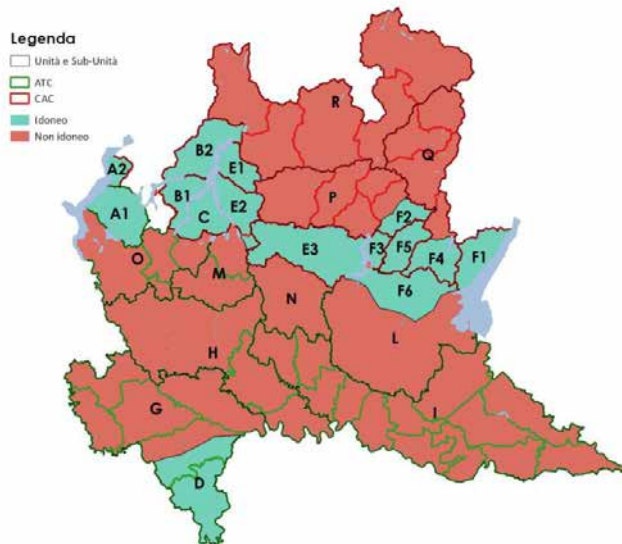 Legenda
Unità e Sub-Unità
ATC
CAC
Idoneo
Non idoneo
R
B2
Q
A2
E1
B1
P
E2
A1
C
F2
F5
E3
F3
F4
F1
O
M
F6
N
L
H
G
I
D